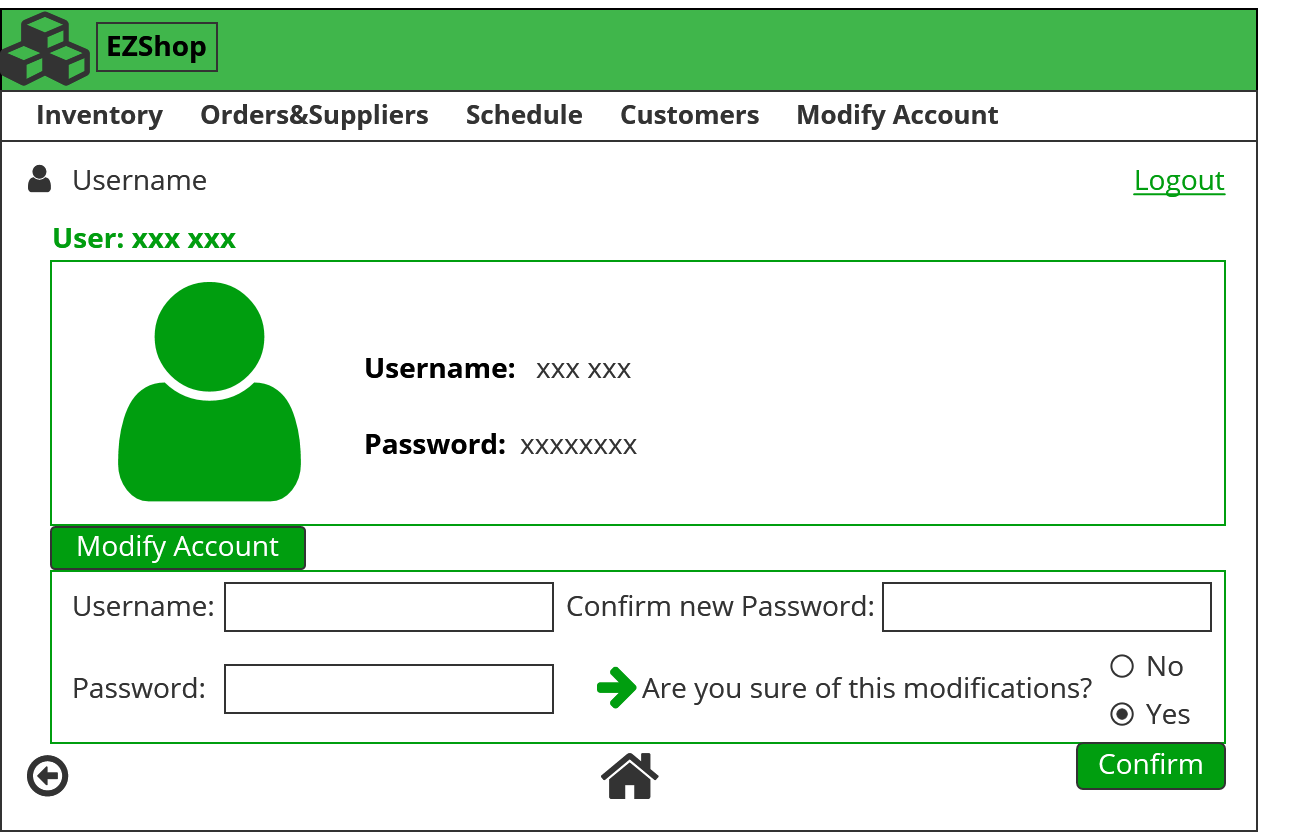 EZShop
Inventory Orders&Suppliers Schedule Customers Modify Account
Username Logout
User: xxx xxx
Username: xxx xxx
Password: xxxxxxxx
Modify Account
Username: Confirm new Password:
Password: Are you sure of this modifications? No
Yes
Confirm